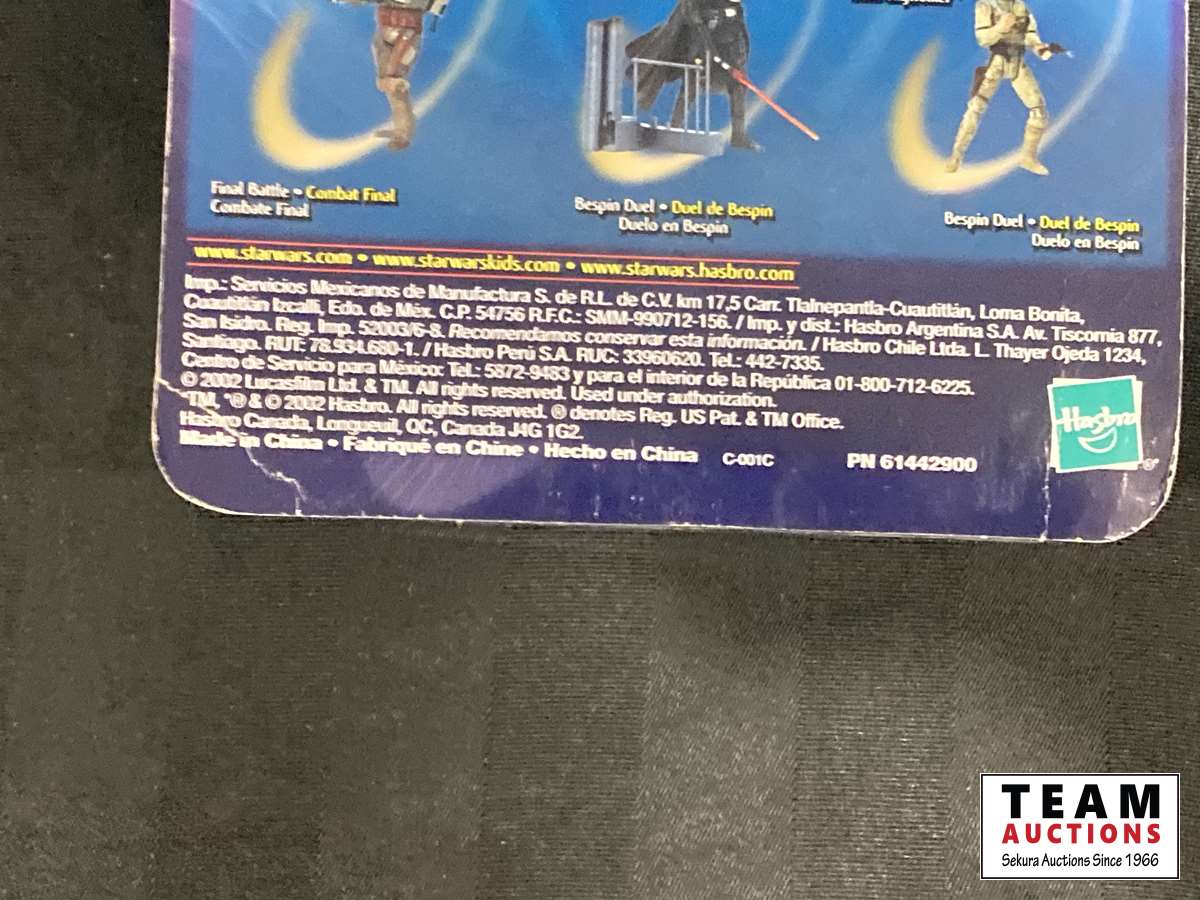 Final Battle • Combat Final
Combate Final
Bespin Duel • Duel de Bespin
Duelo en Bespin
Bespin Duel • Duel de Bespin
Duelo en Bespin
www.starwars.com • www.starwarskids.com • www.starwars.hasbro.com
Imp.: Servicios Mexicanos de Manufactura S. de R.L. de C.V. km 17,5 Carr. Tlalnepantla-Cuautitlán, Loma Bonita,
Cuautitlán Izcalli, Edo. de Méx. C.P. 54756 R.F.C.: SMM-990712-156. / Imp. y dist.: Hasbro Argentina S.A. Av. Tiscornia 877,
San Isidro. Reg. Imp. 52003/6-8. Recomendamos conservar esta información. / Hasbro Chile Ltda. L. Thayer Ojeda 1234,
Santiago. RUT: 78.934.680-1. / Hasbro Perú S.A. RUC: 33960620. Tel.: 442-7335.
Centro de Servicio para México: Tel.: 5872-9483 y para el interior de la República 01-800-712-6225.
© 2002 Lucasfilm Ltd. & TM. All rights reserved. Used under authorization.
TM, *® & © 2002 Hasbro. All rights reserved. ® denotes Reg. US Pat. & TM Office.
Hasbro Canada, Longueuil, QC, Canada J4G 1G2.
Made in China • Fabriqué en Chine • Hecho en China C-001C PN 61442900
Hasbro
®*
TEAM
AUCTIONS
Sekura Auctions Since 1966